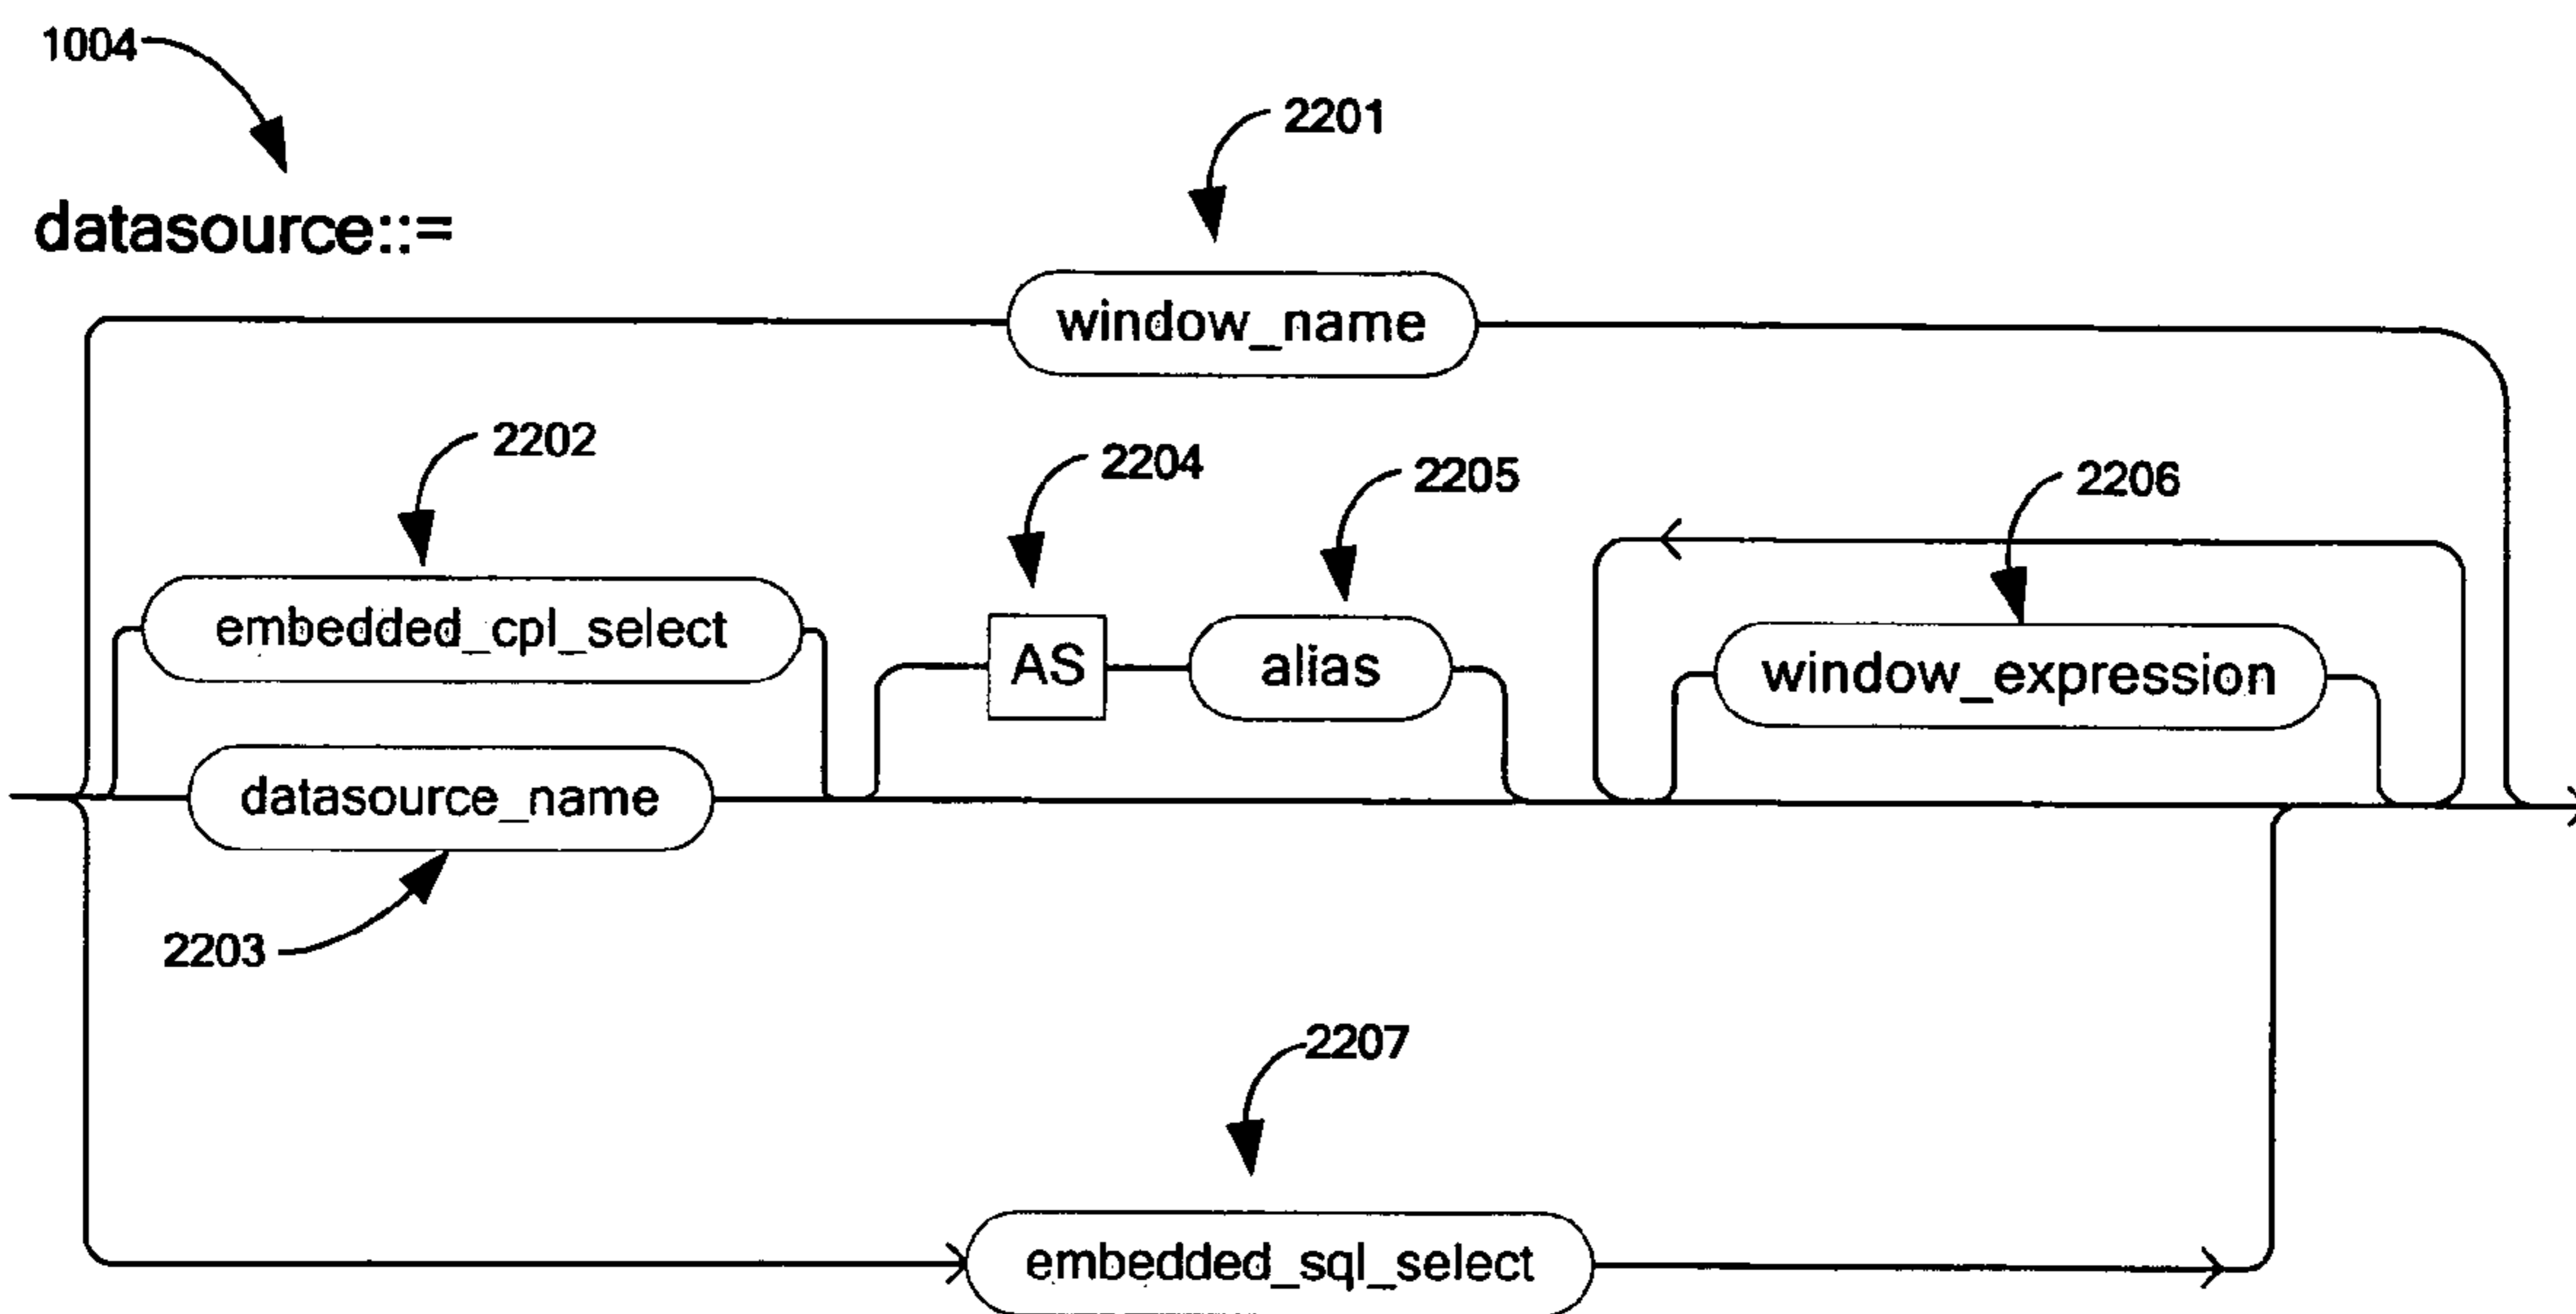 1004
2201
datasource::=
window_name
2202
2204
2205
2206
embedded_cpl_select
AS
alias
window_expression
datasource_name
2203
2207
embedded_sql_select